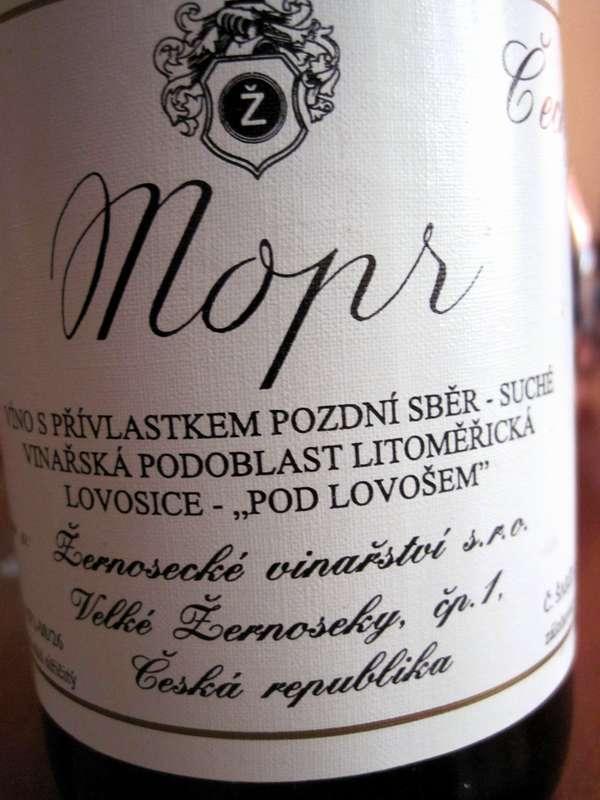 Ž
Mopr
VÍNO S PŘÍVLASTKEM POZDNÍ SBĚR - SUCHÉ
VINAŘSKÁ PODOBLAST LITOMĚŘICKÁ
LOVOSICE - „POD LOVOŠEM”
Žernosecké vinařství s.r.o.
Velké Žernoseky, čp.1,
Česká republika